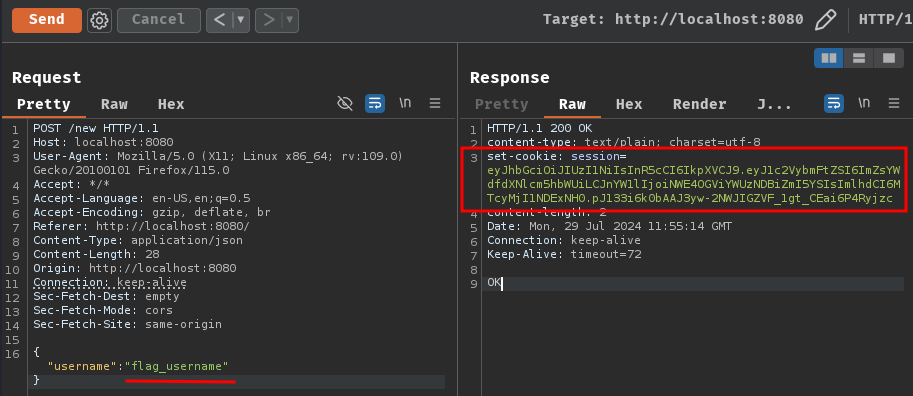 Send
Cancel
Target: http://localhost:8080
HTTP/1
Request
Pretty Raw Hex
\n
1 POST /new HTTP/1.1
2 Host: localhost:8080
3 User-Agent: Mozilla/5.0 (X11; Linux x86_64; rv:109.0)
Gecko/20100101 Firefox/115.0
4 Accept: */*
5 Accept-Language: en-US,en;q=0.5
6 Accept-Encoding: gzip, deflate, br
7 Referer: http://localhost:8080/
8 Content-Type: application/json
9 Content-Length: 28
10 Origin: http://localhost:8080
11 Connection: keep-alive
12 Sec-Fetch-Dest: empty
13 Sec-Fetch-Mode: cors
14 Sec-Fetch-Site: same-origin
15
16 {
"username":"flag_username"
}
Response
Pretty Raw Hex Render J...
\n
1 HTTP/1.1 200 OK
2 content-type: text/plain; charset=utf-8
3 set-cookie: session=
eyJhbGciOiJIUzI1NiIsInR5cCI6IkpXVCJ9.eyJ1c2VybmFtZSI6ImZsYW
dfdXNlcm5hbWUiLCJnYW1lIjoiNWE4OGViYWUzNDBiZmI5YSIsImlhdCI6M
TcyMjI1NDExNH0.pJ133i6k0bAAJ3yw-2NWJIGZVF_1gt_CEai6P4Ryjzc
4 content-length: 2
5 Date: Mon, 29 Jul 2024 11:55:14 GMT
6 Connection: keep-alive
7 Keep-Alive: timeout=72
8
9 OK